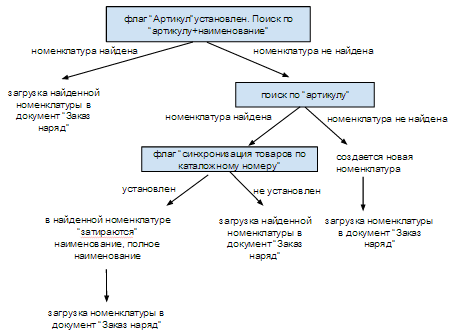 флаг "Артикул"установлен. Поиск по
"артикулу+наименование"
номенклатура найдена
номенклатура не найдена
загрузка найденной
номенклатуры в
документ "Заказ
наряд"
поиск по "артикулу"
номенклатура найдена
номенклатура не найдена
флаг "синхронизация товаров по
каталожному номеру"
создается новая
номенклатура
установлен
не установлен
в найденной номенклатуре
"затираются"
наименование, полное
наименование
загрузка найденной
номенклатуры в
документ "Заказ
наряд"
загрузка номенклатуры
в документ "Заказ
наряд"
загрузка номенклатуры в
документ "Заказ наряд"